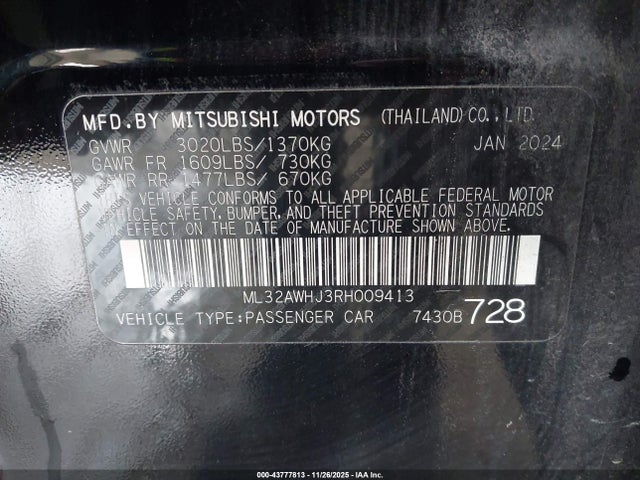 MFD.BY MITSUBISHI MOTORS (THAILAND)CO.,LTD.
GVWR 3020LBS/1370KG JAN 2024
GAWR FR 1609LBS/ 730KG
GAWR RR 1477LBS/ 670KG
THIS VEHICLE CONFORMS TO ALL APPLICABLE FEDERAL MOTOR
VEHICLE SAFETY, BUMPER, AND THEFT PREVENTION STANDARDS
IN EFFECT ON THE DATE OF MANUFACTURE SHOWN ABOVE.
ML32AWHJ3RH009413
VEHICLE TYPE:PASSENGER CAR 7430B 728
000-43777813 | 11/26/2025 | IAA Inc.